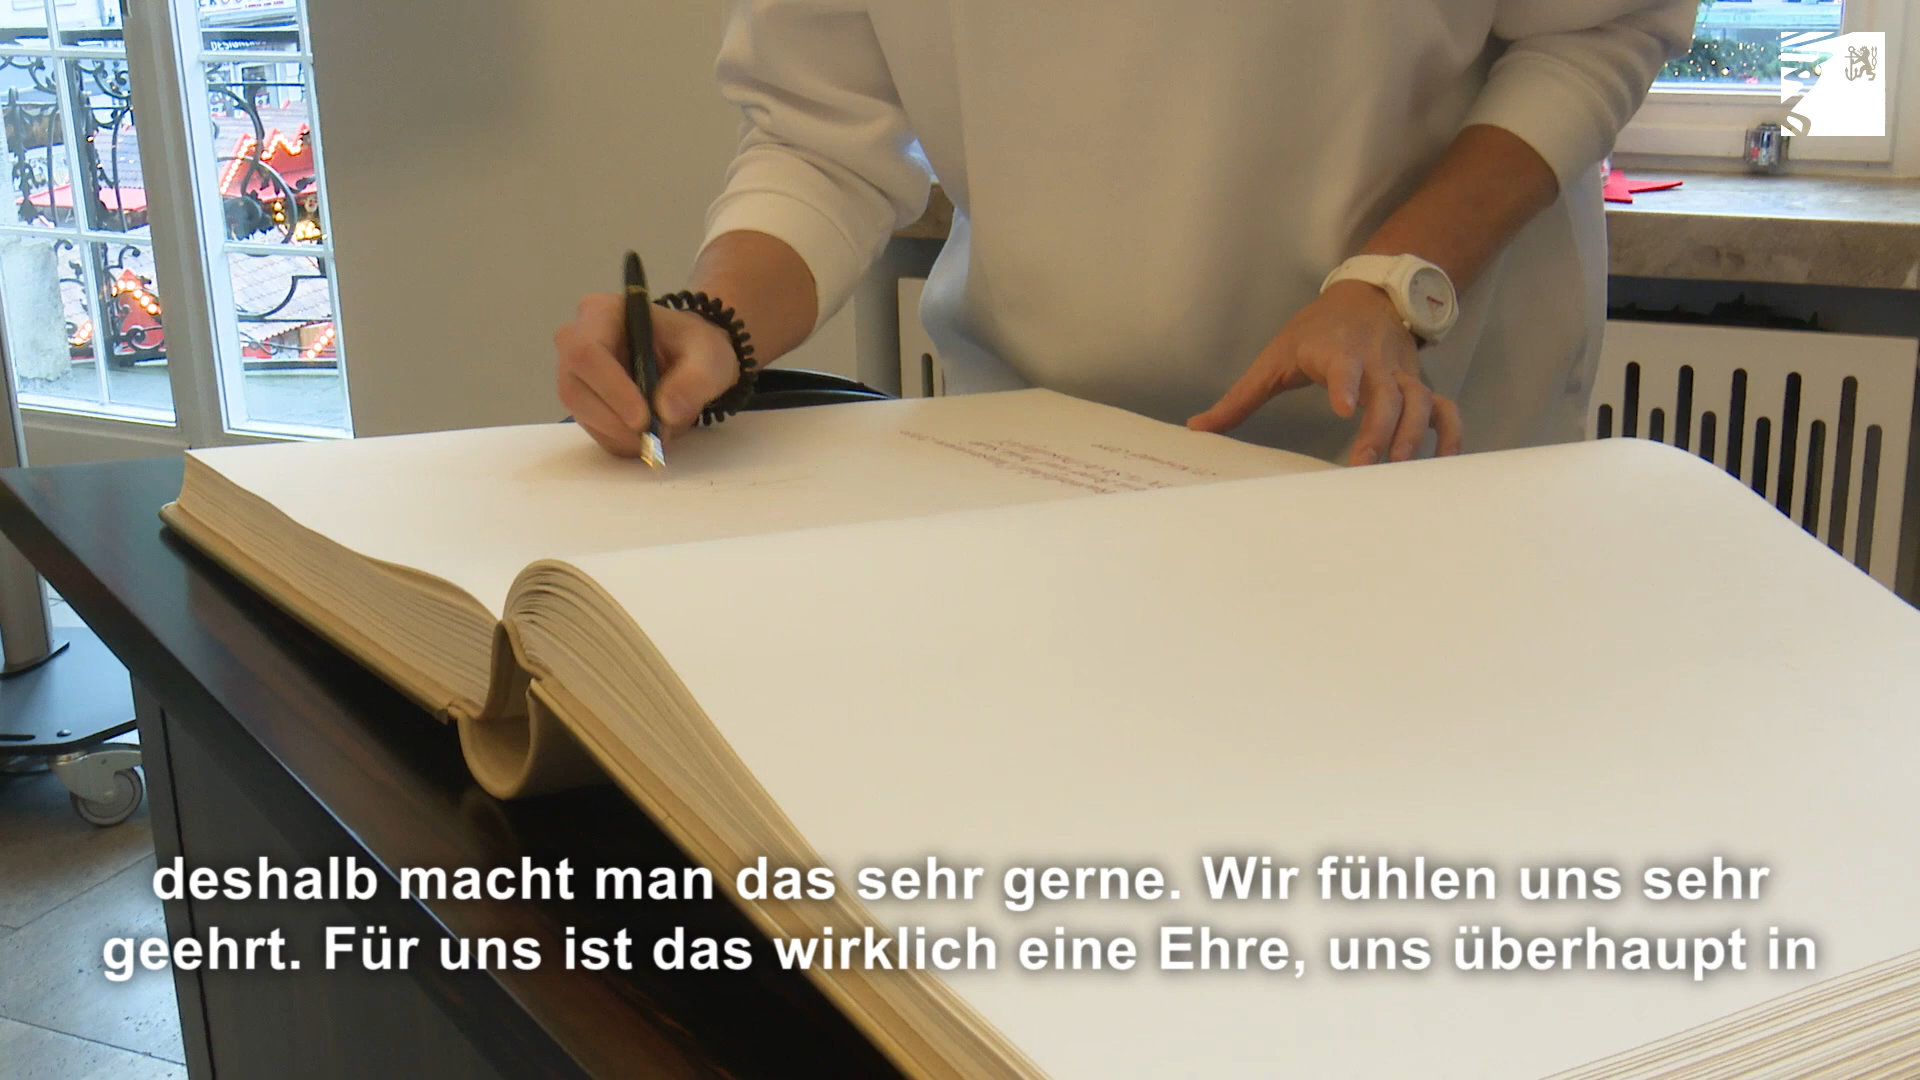 deshalb macht man das sehr gerne. Wir fühlen uns sehr
geehrt. Für uns ist das wirklich eine Ehre, uns überhaupt in